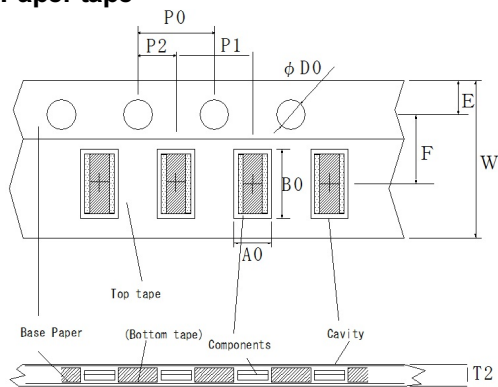 Paper tape
P0
P2 P1
φD0
E
F
W
B0
A0
Top tape
Base Paper
(Bottom tape)
Components
Cavity
T2